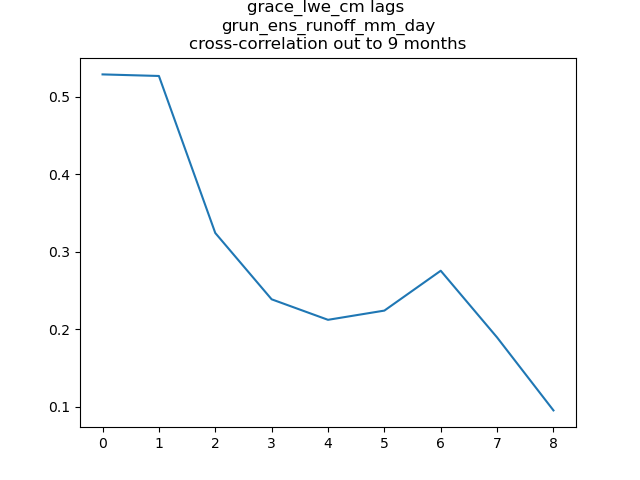 grace_lwe_cm lags
grun_ens_runoff_mm_day
cross-correlation out to 9 months
0.5
0.4
0.3
0.2
0.1
0 1 2 3 4 5 6 7 8